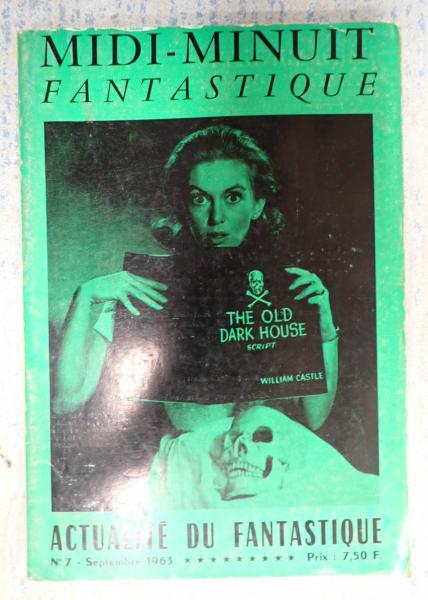 MIDI-MINUIT
FANTASTIQUE
THE OLD
DARK HOUSE
SCRIPT
WILLIAM CASTLE
ACTUALITÉ DU FANTASTIQUE
N° 7 - Septembre 1963 ★ ★ ★ ★ ★ ★ ★ ★ ★ Prix : 7,50 F.